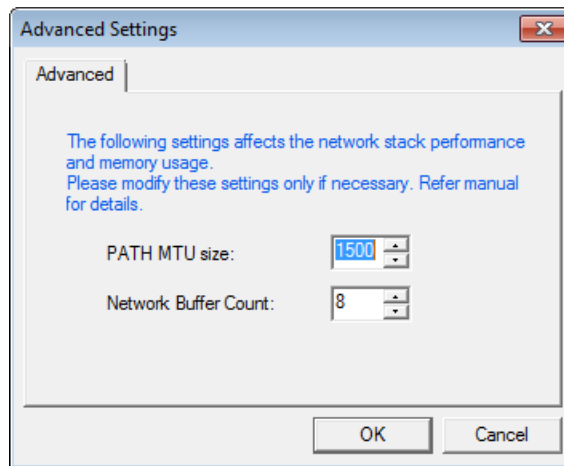 Advanced Settings
Advanced
The following settings affects the network stack performance
and memory usage.
Please modify these settings only if necessary. Refer manual
for details.
PATH MTU size: 1500
Network Buffer Count: 8
OK Cancel